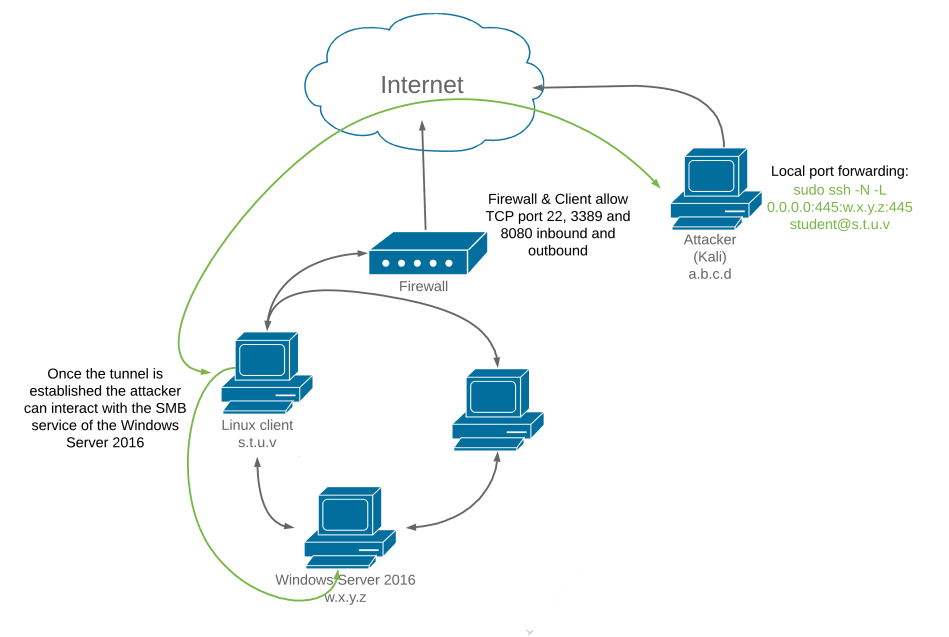 Internet
Local port forwarding:
sudo ssh -N -L
0.0.0.0:445:w.x.y.z:445
student@s.t.u.v
Firewall & Client allow
TCP port 22, 3389 and
8080 inbound and
outbound
Attacker
(Kali)
a.b.c.d
Firewall
Once the tunnel is
established the attacker
can interact with the SMB
service of the Windows
Server 2016
Linux client
s.t.u.v
Windows Server 2016
w.x.y.z